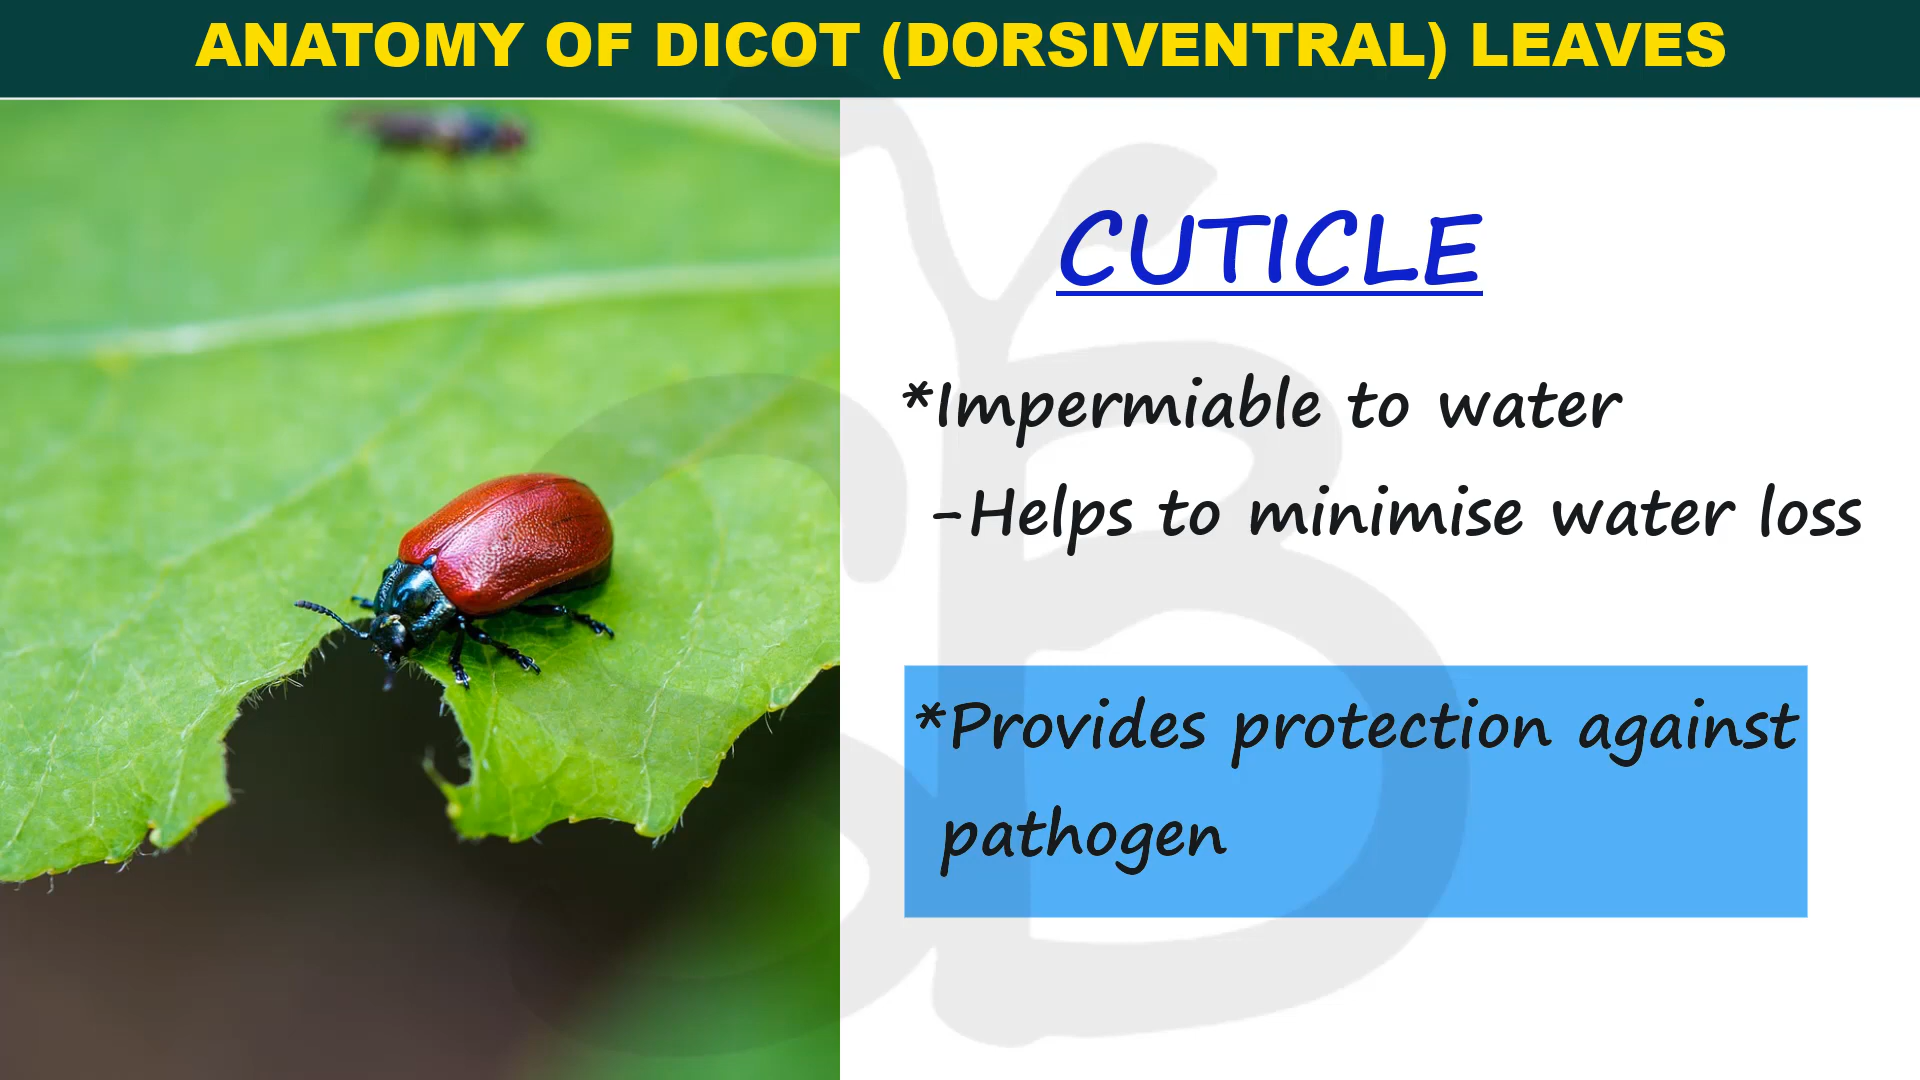 ANATOMY OF DICOT (DORSIVENTRAL) LEAVES
CUTICLE
*Impermiable to water
-Helps to minimise water loss
*Provides protection against
pathogen